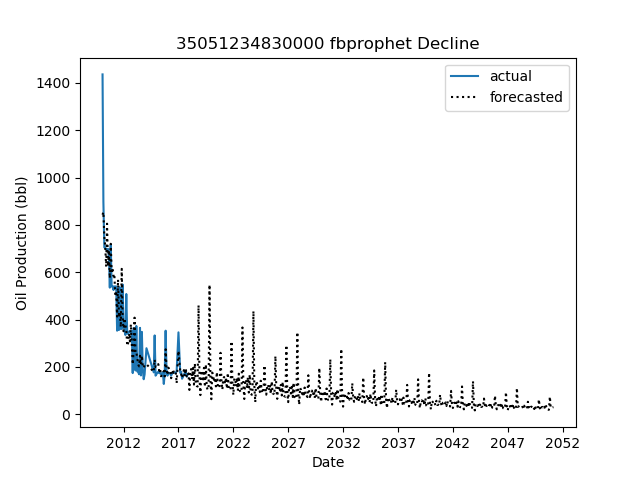 35051234830000 fbprophet Decline
actual
forecasted
Oil Production (bbl)
1400
1200
1000
800
600
400
200
0
2012 2017 2022 2027 2032 2037 2042 2047 2052
Date